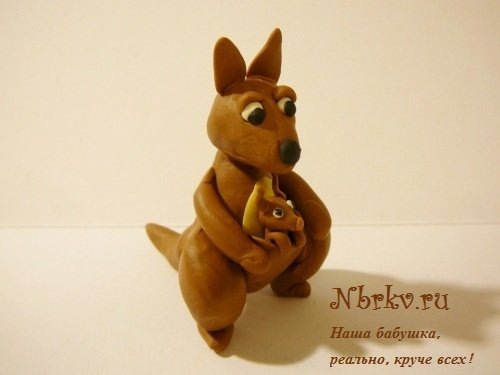 Nbrkv.ru
Наша бабушка,
реально, круче всех!